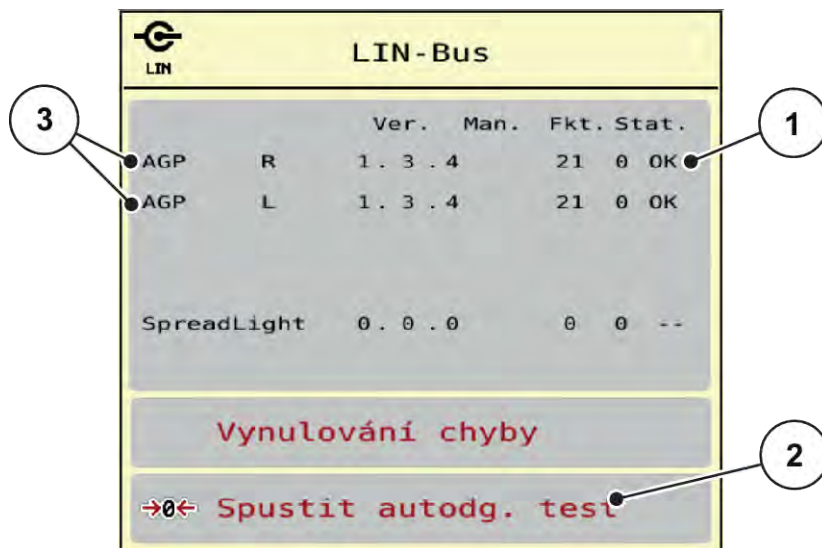 LIN
LIN-Bus
Ver. Man. Fkt. Stat.
3
1
AGP R 1.3.4 21 0 OK
AGP L 1.3.4 21 0 OK
SpreadLight 0.0.0 0 0 --
Vynulování chyby
2
→0← Spustit autodg. test